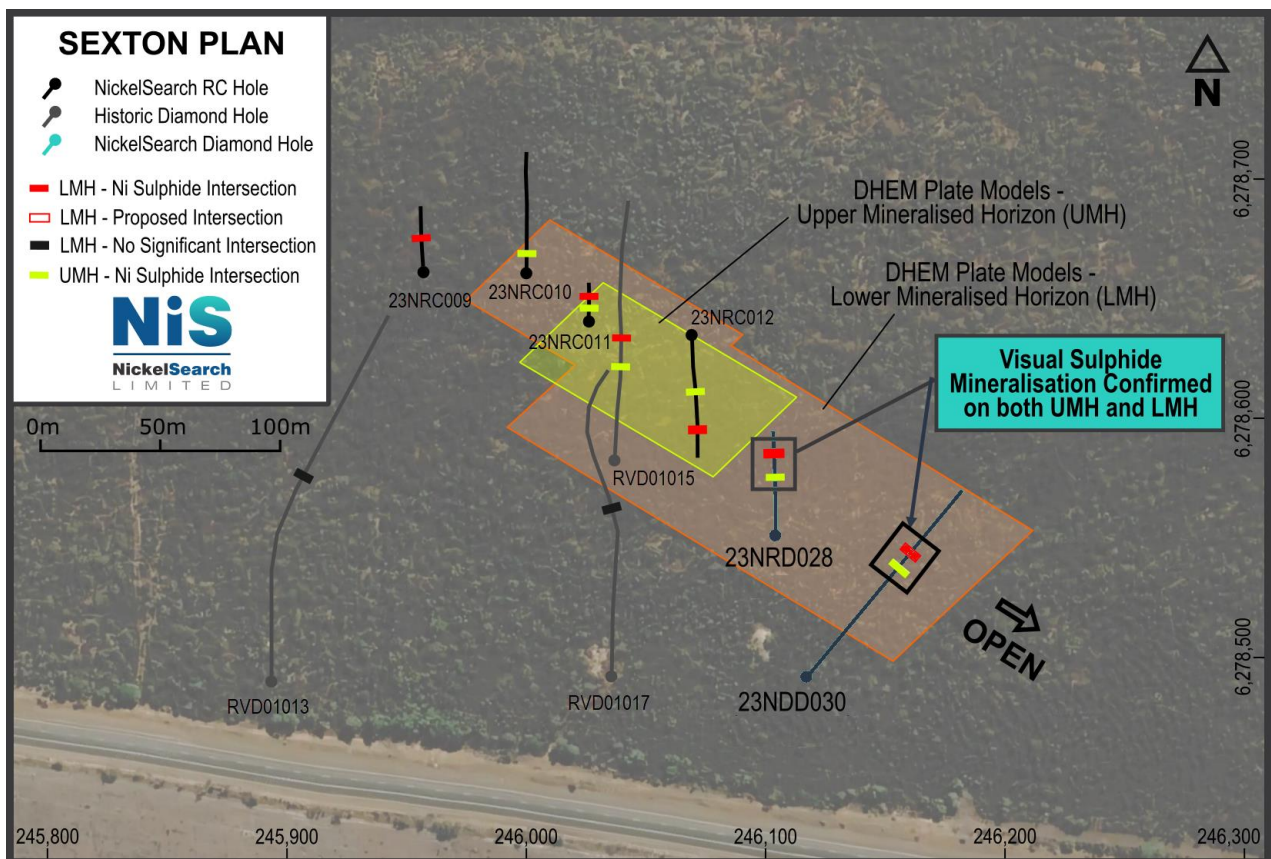 SEXTON PLAN
NickelSearch RC Hole
Historic Diamond Hole
NickelSearch Diamond Hole
LMH - Ni Sulphide Intersection
LMH - Proposed Intersection
LMH - No Significant Intersection
UMH - Ni Sulphide Intersection
NiS
NickelSearch
LIMITED
0m 50m 100m
N
DHEM Plate Models -
Upper Mineralised Horizon (UMH)
DHEM Plate Models -
Lower Mineralised Horizon (LMH)
Visual Sulphide
Mineralisation Confirmed
on both UMH and LMH
23NRC009
23NRC010
23NRC011
23NRC012
RVD01015
23NRD028
OPEN
RVD01013
RVD01017
23NDD030
6,278,700
6,278,600
6,278,500
245,800 245,900 246,000 246,100 246,200 246,300